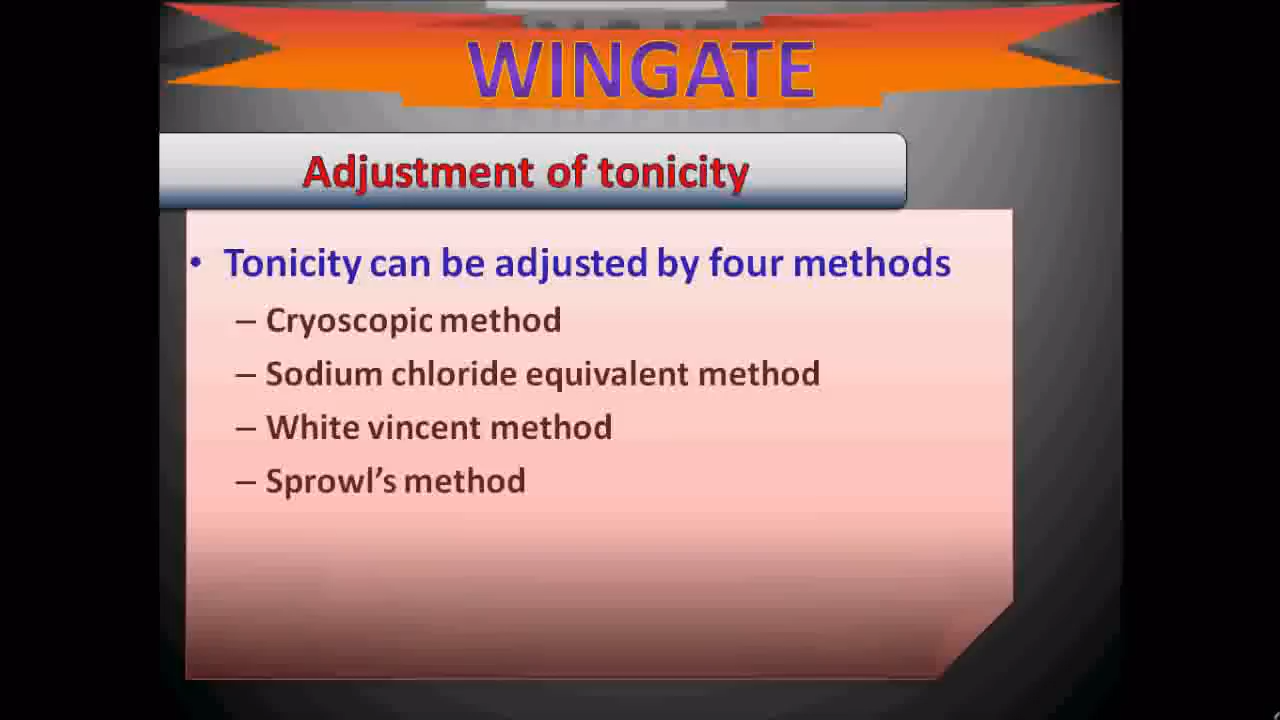 WINGATE
Adjustment of tonicity
• Tonicity can be adjusted by four methods
– Cryoscopic method
– Sodium chloride equivalent method
– White vincent method
– Sprowl’s method